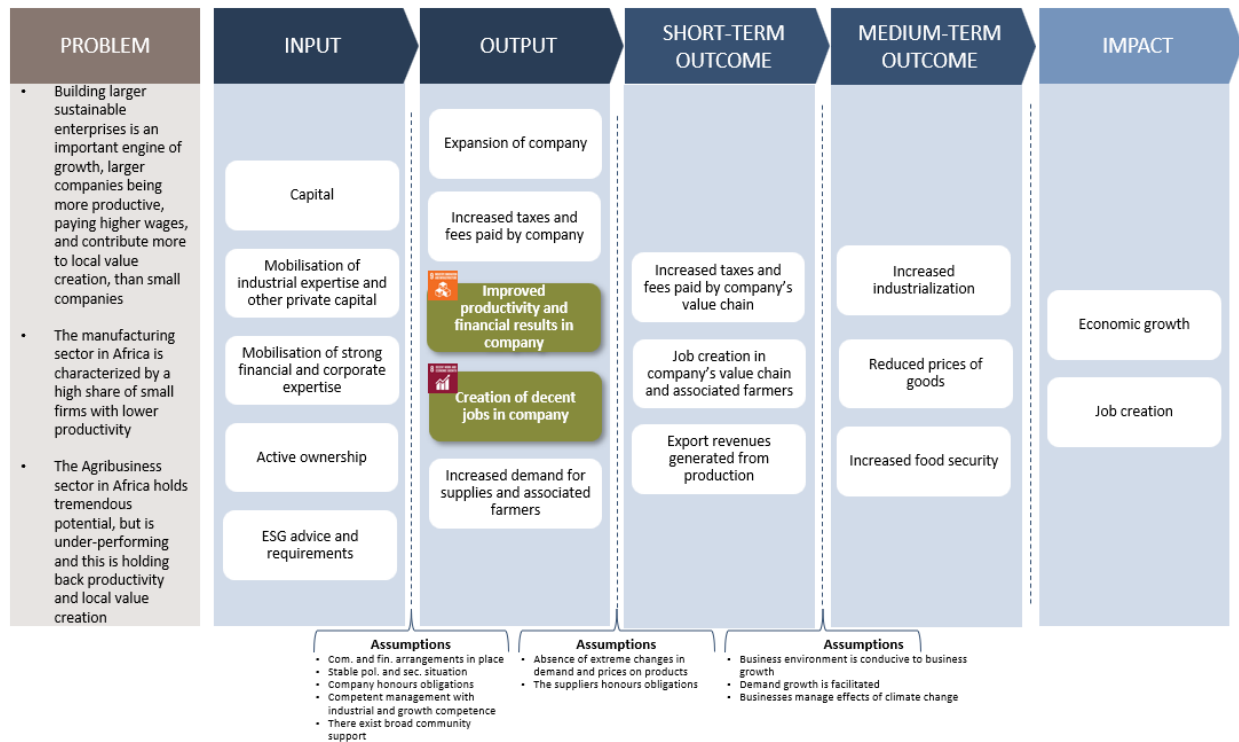 PROBLEM
• Building larger
sustainable
enterprises is an
important engine of
growth, larger
companies being
more productive,
paying higher wages,
and contribute more
to local value
creation, than small
companies
• The manufacturing
sector in Africa is
characterized by a
high share of small
firms with lower
productivity
• The Agribusiness
sector in Africa holds
tremendous
potential, but is
under-performing
and this is holding
back productivity
and local value
creation
INPUT
Capital
Mobilisation of
industrial expertise and
other private capital
Mobilisation of strong
financial and corporate
expertise
Active ownership
ESG advice and
requirements
OUTPUT
Expansion of company
Increased taxes and
fees paid by company
Improved
productivity and
financial results in
company
Creation of decent
jobs in company
Increased demand for
supplies and associated
farmers
SHORT-TERM
OUTCOME
Increased taxes and
fees paid by company's
value chain
Job creation in
company's value chain
and associated farmers
Export revenues
generated from
production
MEDIUM-TERM
OUTCOME
Increased
industrialization
Reduced prices of
goods
Increased food security
IMPACT
Economic growth
Job creation
Assumptions
• Com. and fin. arrangements in place
• Stable pol. and sec. situation
• Company honours obligations
• Competent management with
industrial and growth competence
• There exist broad community
support
Assumptions
• Absence of extreme changes in
demand and prices on products
• The suppliers honours obligations
Assumptions
• Business environment is conducive to business
growth
• Demand growth is facilitated
• Businesses manage effects of climate change